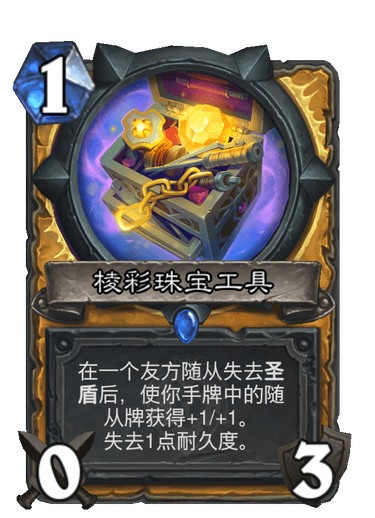 1
棱彩珠宝工具
在一个友方随从失去圣
盾后，使你手牌中的随
从牌获得+1/+1。
失去1点耐久度。
0
3